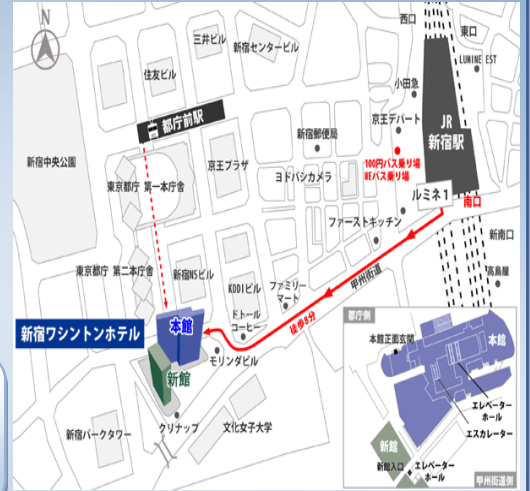 N
三井ビル
新宿センタービル
住友ビル
都庁前駅
新宿中央公園
東京都庁 第一本庁舎
京王プラザ
新宿郵便局
ヨドバシカメラ
西口
東口
LUMINE EST
小田急
京王デパート
JR
新宿駅
100円バス乗り場
WEバス乗り場
ルミネ1
南口
ファーストキッチン
新南口
高島屋
甲州街道
徒歩8分
東京都庁 第二本庁舎
新宿NSビル
KDDIビル
ファミリー
マート
ドトール
コーヒー
新宿ワシントンホテル
本館
新館
モリンダビル
クリナップ
新宿パークタワー
文化女子大学
都庁側
本館正面玄関
本館
エレベーター
ホール
エスカレーター
新館
新館入口
エレベーター
ホール
甲州街道側